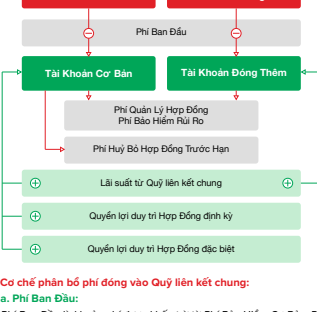 Phí Ban Đầu
Tài Khoản Cơ Bản
Tài Khoản Đóng Thêm
Phí Quản Lý Hợp Đồng
Phí Bảo Hiểm Rủi Ro
Phí Huỷ Bỏ Hợp Đồng Trước Hạn
Lãi suất từ Quỹ liên kết chung
Quyền lợi duy trì Hợp Đồng định kỳ
Quyền lợi duy trì Hợp Đồng đặc biệt
Cơ chế phân bổ phí đóng vào Quỹ liên kết chung:
a. Phí Ban Đầu: